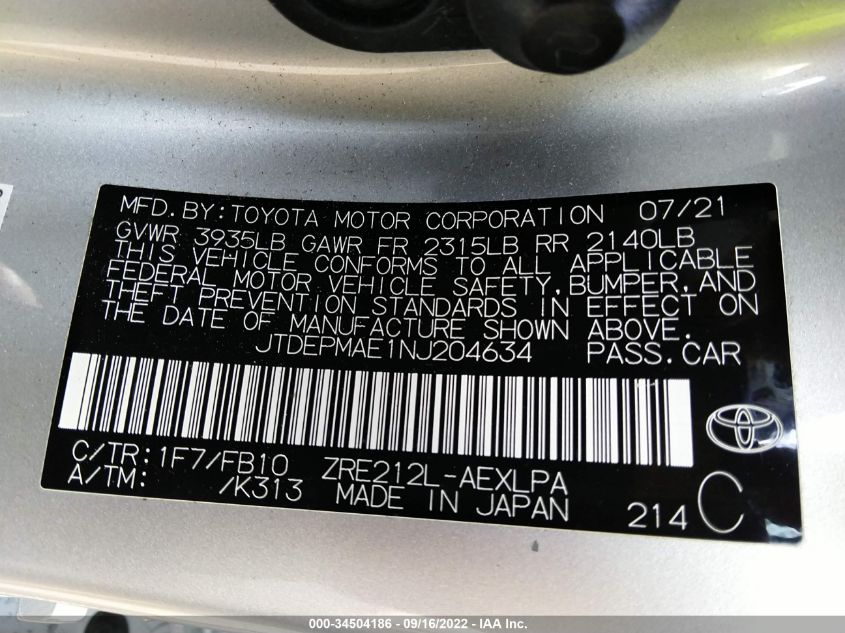 MFD. BY: TOYOTA MOTOR CORPORATION 07/21
GVWR 3935LB GAWR FR 2315LB RR 2140LB
THIS VEHICLE CONFORMS TO ALL APPLICABLE
FEDERAL MOTOR VEHICLE SAFETY, BUMPER, AND
THEFT PREVENTION STANDARDS IN EFFECT ON
THE DATE OF MANUFACTURE SHOWN ABOVE.
JTDEPMAE1NJ204634 PASS. CAR
11
C/TR: 1F7/FB10 ZRE212L-AEXLPA
A/TM: /K313 MADE IN JAPAN 214 C
000-34504186 - 09/16/2022 - IAA Inc.